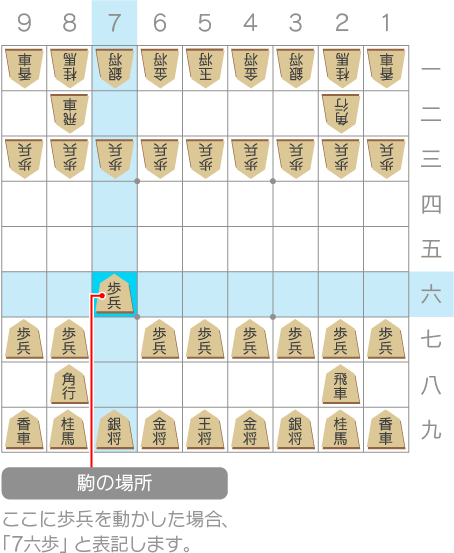 9 8 7 6 5 4 3 2 1
香車 桂馬 銀将 金将 王将 金将 銀将 桂馬 香車 一
飛車 角行 二
歩兵 歩兵 歩兵 歩兵 歩兵 歩兵 歩兵 歩兵 歩兵 三
四
五
歩兵 六
歩兵 歩兵 歩兵 歩兵 歩兵 歩兵 歩兵 歩兵 七
角行 飛車 八
香車 桂馬 銀将 金将 王将 金将 銀将 桂馬 香車 九
駒の場所
ここに歩兵を動かした場合、
「7六歩」と表記します。